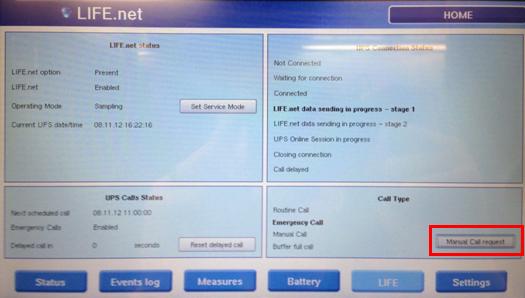 LIFE.net
HOME
LIFE.net Status
LIFE.net option Present
LIFE.net Enabled
Operating Mode Sampling Set Service Mode
Current UPS date/time 08.11.12 16:22:16
UPS Connection Status
Not Connected
Waiting for connection
Connected
LIFE.net data sending in progress – stage 1
LIFE.net data sending in progress – stage 2
UPS Online Session in progress
Closing connection
Call delayed
UPS Calls Status
Next scheduled call 08.11.12 11:00:00
Emergency Calls Enabled
Delayed call in 0 seconds Reset delayed call
Call Type
Routine Call
Emergency Call
Manual Call
Buffer full call
Manual Call request
Status Events log Measures Battery LIFE Settings